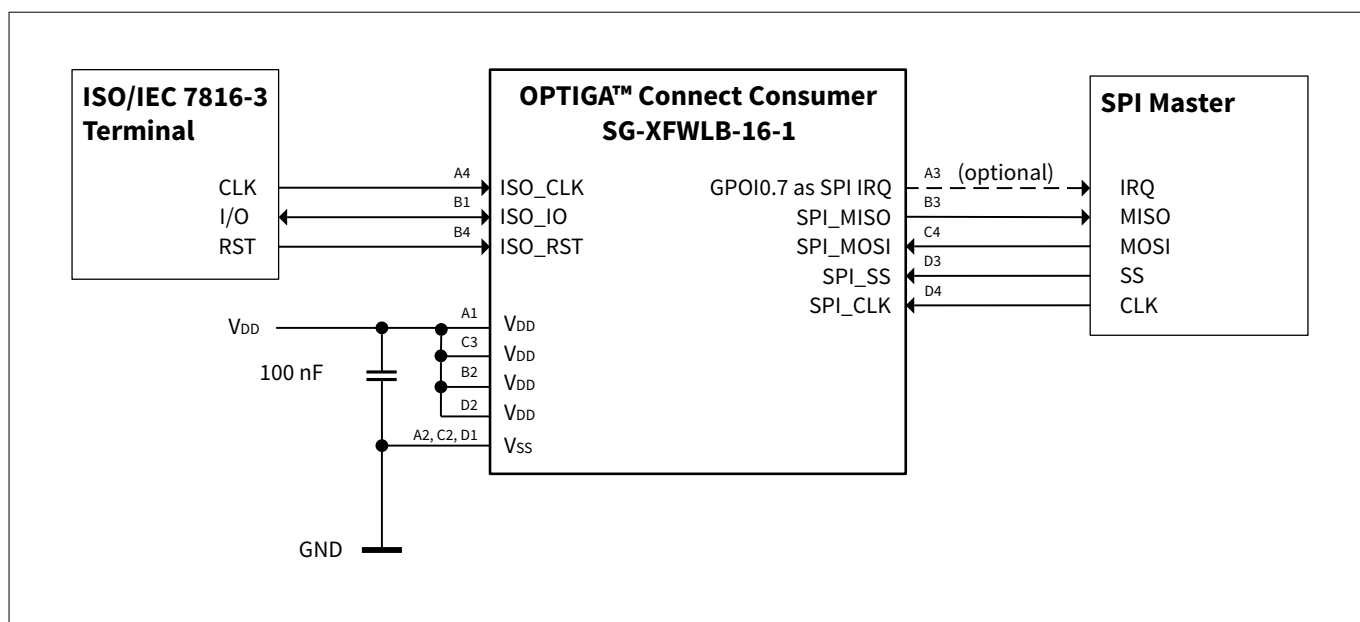 ISO/IEC 7816-3
Terminal
CLK
I/O
RST
A4
B1
B4
OPTIGA™ Connect Consumer
SG-XFWLB-16-1
ISO_CLK
ISO_IO
ISO_RST
GPOI0.7 as SPI IRQ
SPI_MISO
SPI_MOSI
SPI_SS
SPI_CLK
A3 (optional)
B3
C4
D3
D4
SPI Master
IRQ
MISO
MOSI
SS
CLK
VDD
100 nF
A1
C3
B2
D2
A2, C2, D1
VDD
VDD
VDD
VDD
VSS
GND